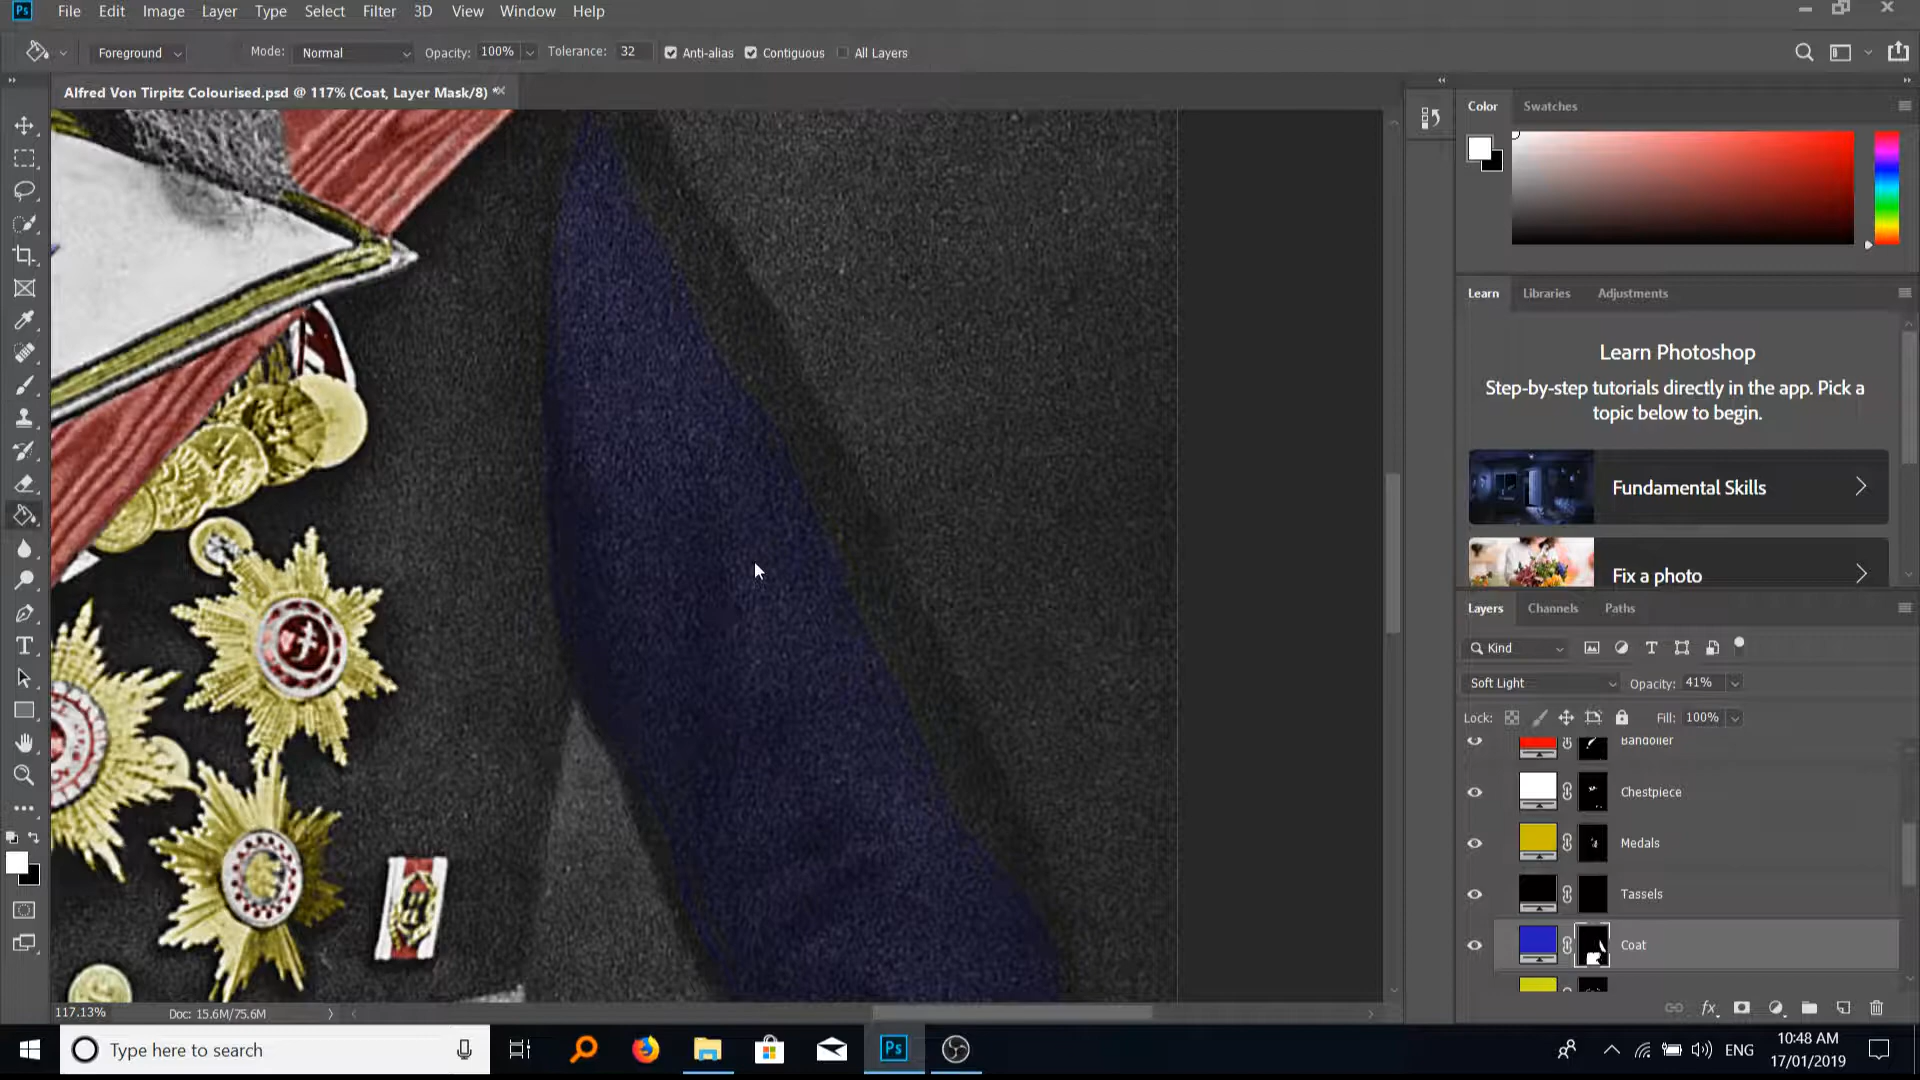 Ps File Edit Image Layer Type Select Filter 3D View Window Help
Foreground Mode: Normal Opacity: 100% Tolerance: 32 Anti-alias Contiguous All Layers
Alfred Von Tirpitz Colourised.psd @ 117% (Coat, Layer Mask/8) *
Color Swatches
Learn Libraries Adjustments
Learn Photoshop
Step-by-step tutorials directly in the app. Pick a
topic below to begin.
Fundamental Skills
Fix a photo
Layers Channels Paths
Kind
Soft Light Opacity: 41%
Lock: Fill: 100%
Bandolier
Chestpiece
Medals
Tassels
Coat
fx
117.13% Doc: 15.6M/75.6M
Type here to search
Ps
ENG
10:48 AM
17/01/2019